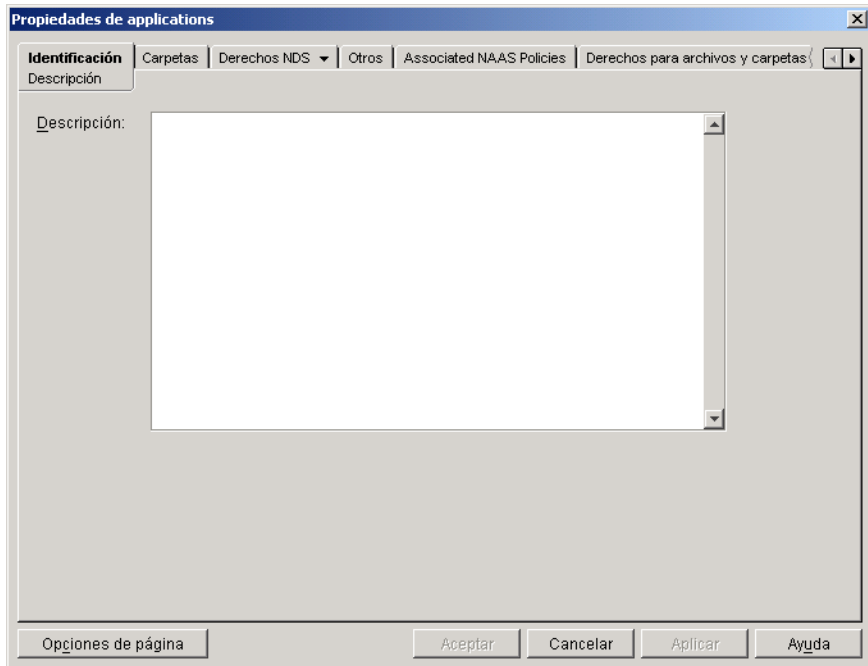 Propiedades de applications
Identificación Carpetas Derechos NDS Otros Associated NAAS Policies Derechos para archivos y carpetas
Descripción
Descripción:
Opciones de página Aceptar Cancelar Aplicar Ayuda